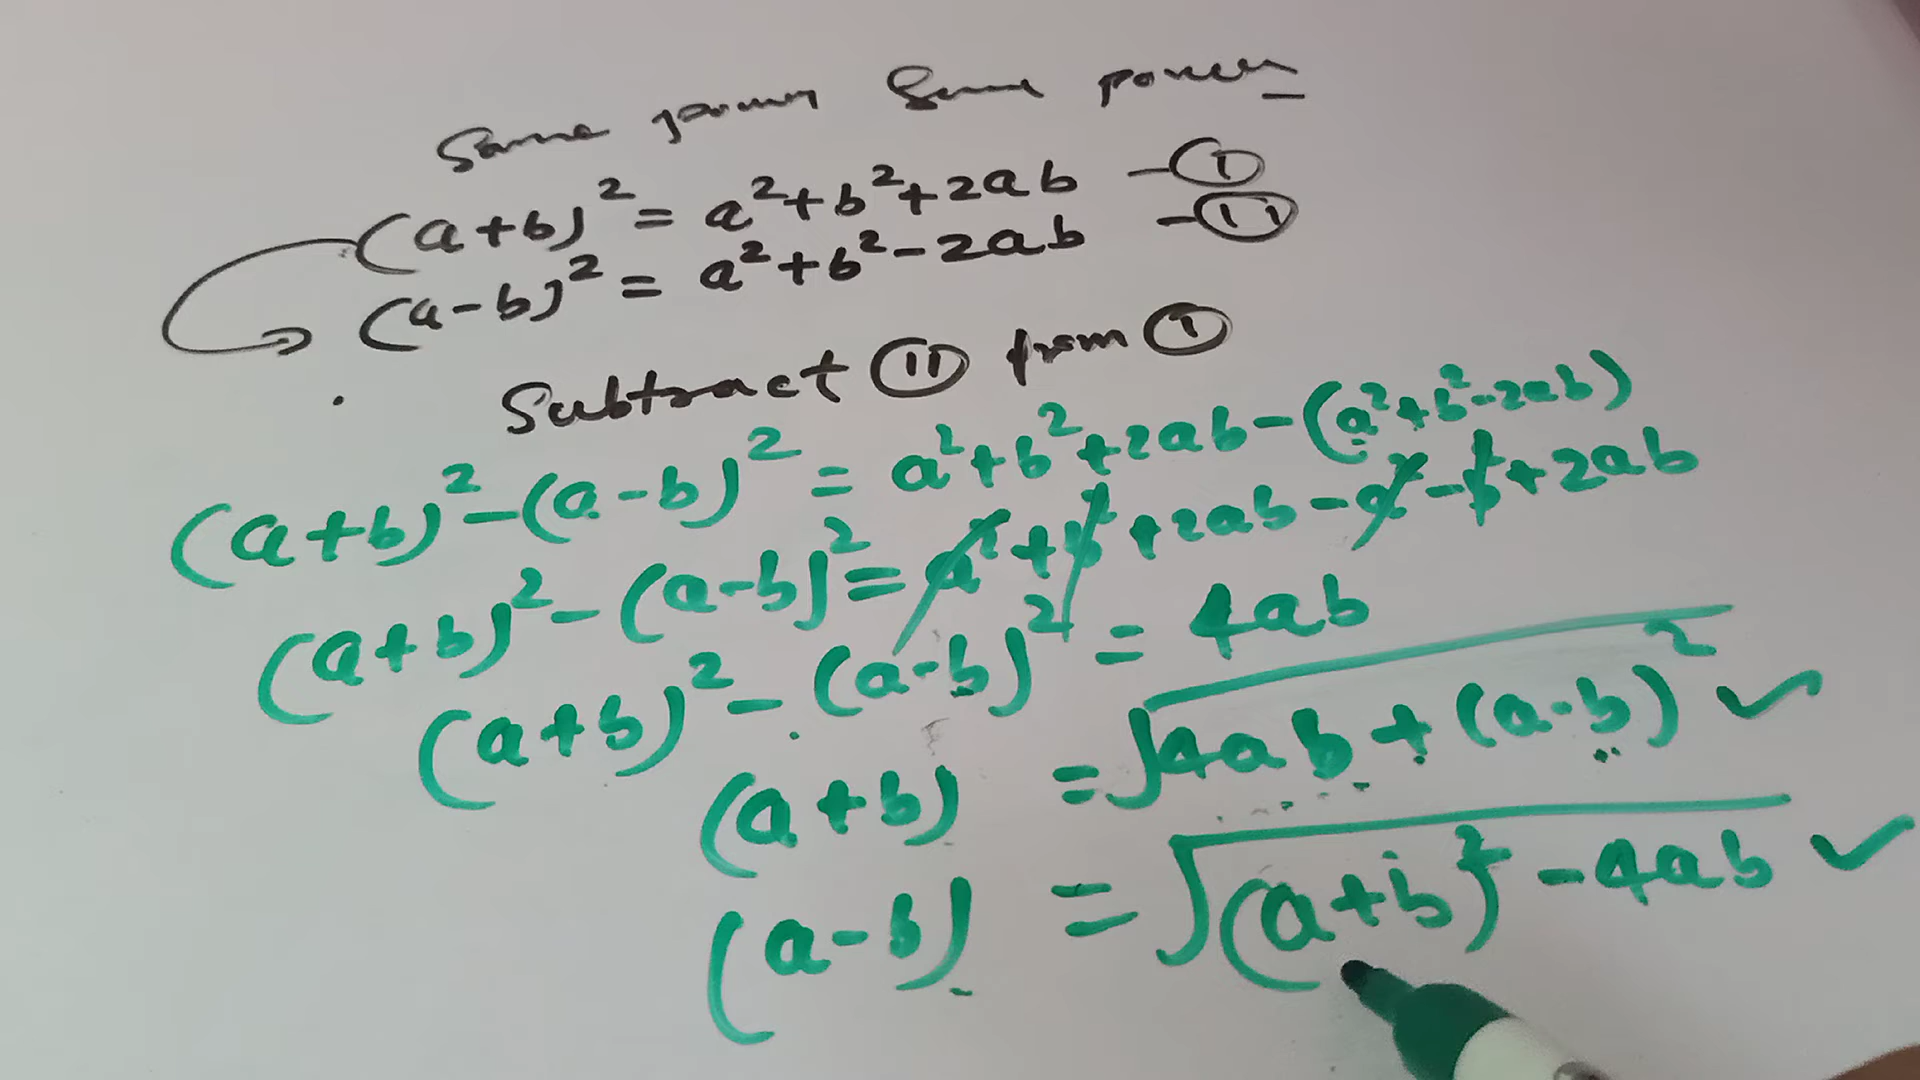 Same power Same power
(a+b)² = a²+b²+2ab -(I)
(a-b)² = a²+b²-2ab -(II)
Subtract (II) from (I)
(a+b)²-(a-b)² = a²+b²+2ab-(a²+b²-2ab)
(a+b)²-(a-b)² = a²+b²+2ab-a²-b²+2ab
(a+b)²-(a-b)² = 4ab
(a+b) = √4ab+(a-b)² ✓
(a-b) = √(a+b)²-4ab ✓